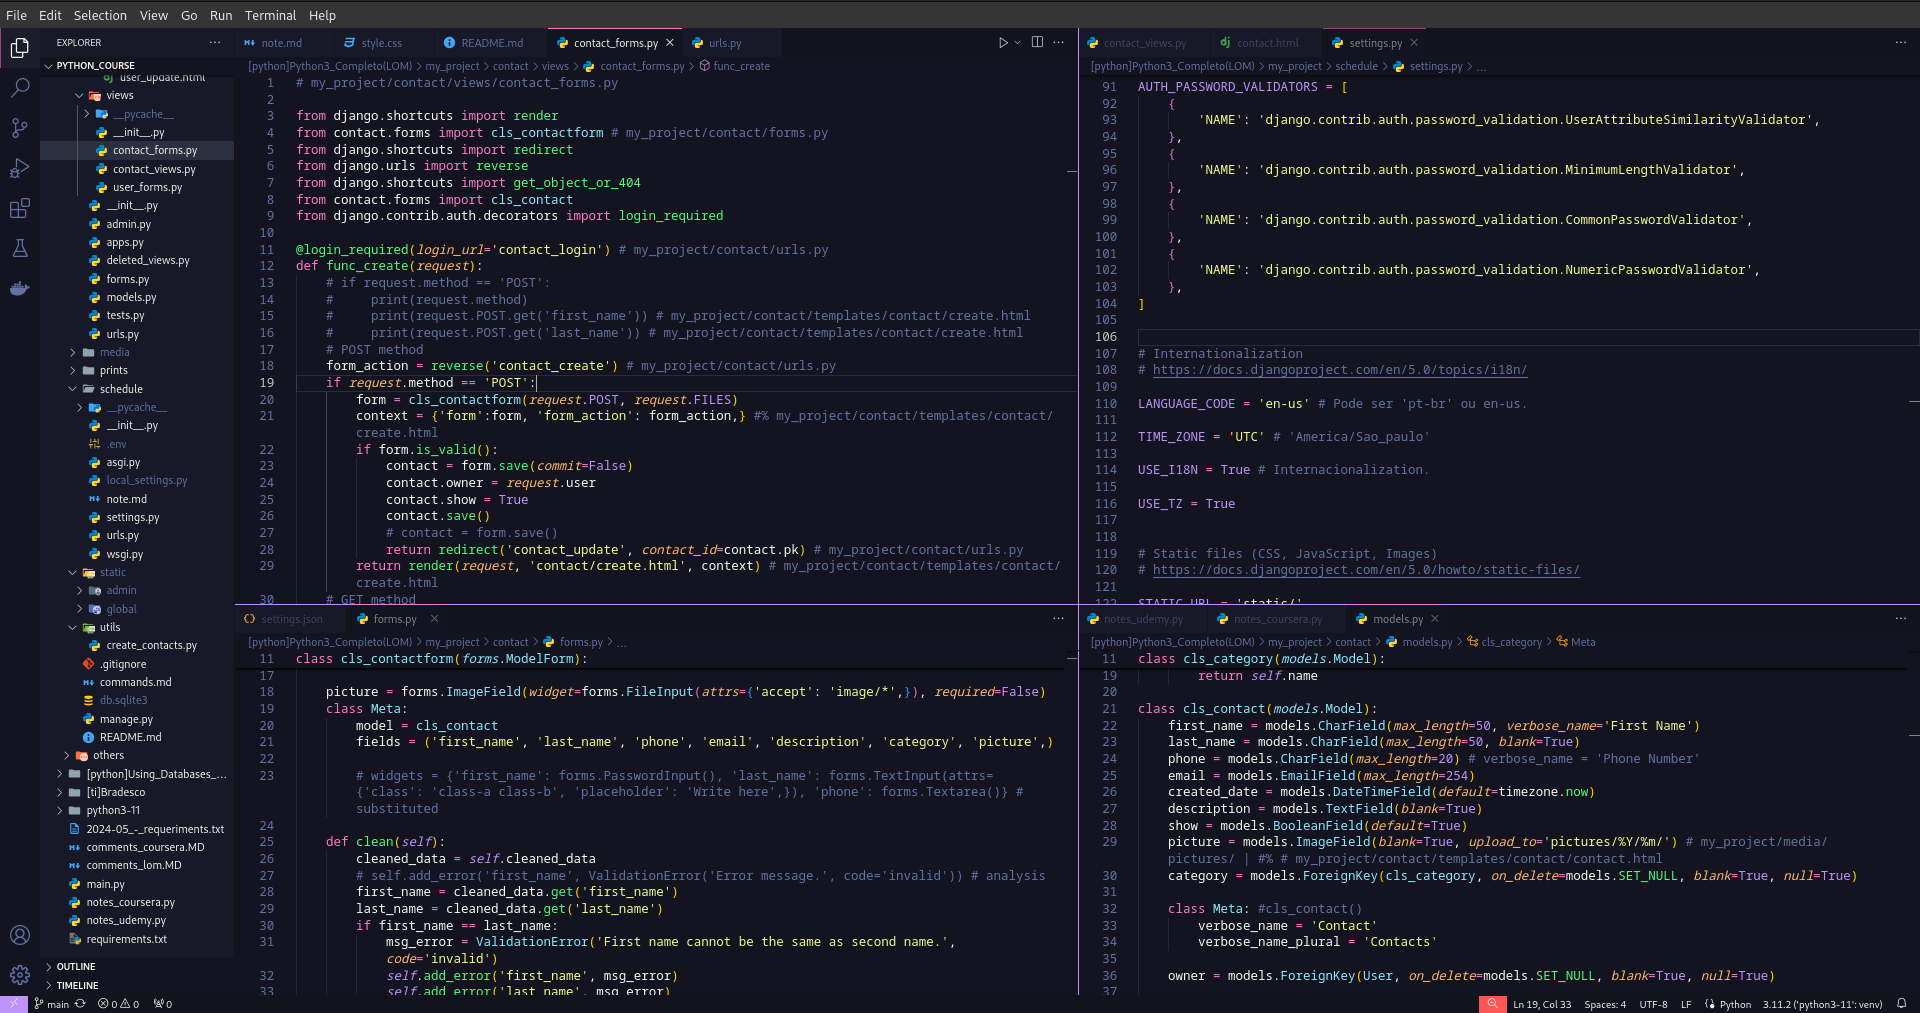 File Edit Selection View Go Run Terminal Help
EXPLORER ...
PYTHON_COURSE
user_update.html
views
__pycache__
__init__.py
contact_forms.py
contact_views.py
user_forms.py
__init__.py
admin.py
apps.py
deleted_views.py
forms.py
models.py
tests.py
urls.py
media
prints
schedule
__pycache__
__init__.py
.env
asgi.py
local_settings.py
note.md
settings.py
urls.py
wsgi.py
static
admin
global
utils
create_contacts.py
.gitignore
commands.md
db.sqlite3
manage.py
README.md
others
[python]Using_Databases_...
[ti]Bradesco
python3-11
2024-05_-_requeriments.txt
comments_coursera.MD
comments_lom.MD
main.py
notes_coursera.py
notes_udemy.py
requirements.txt
OUTLINE
TIMELINE
note.md style.css README.md contact_forms.py urls.py
[python]Python3_Completo(LOM) > my_project > contact > views > contact_forms.py > func_create
1 # my_project/contact/views/contact_forms.py
2
3 from django.shortcuts import render
4 from contact.forms import cls_contactform # my_project/contact/forms.py
5 from django.shortcuts import redirect
6 from django.urls import reverse
7 from django.shortcuts import get_object_or_404
8 from contact.forms import cls_contact
9 from django.contrib.auth.decorators import login_required
10
11 @login_required(login_url='contact_login') # my_project/contact/urls.py
12 def func_create(request):
13 # if request.method == 'POST':
14 #     print(request.method)
15 #     print(request.POST.get('first_name')) # my_project/contact/templates/contact/create.html
16 #     print(request.POST.get('last_name')) # my_project/contact/templates/contact/create.html
17 # POST method
18 form_action = reverse('contact_create') # my_project/contact/urls.py
19 if request.method == 'POST':
20 form = cls_contactform(request.POST, request.FILES)
21 context = {'form':form, 'form_action': form_action,} #% my_project/contact/templates/contact/
create.html
22 if form.is_valid():
23 contact = form.save(commit=False)
24 contact.owner = request.user
25 contact.show = True
26 contact.save()
27 # contact = form.save()
28 return redirect('contact_update', contact_id=contact.pk) # my_project/contact/urls.py
29 return render(request, 'contact/create.html', context) # my_project/contact/templates/contact/
create.html
30 # GET method
contact_views.py contact.html settings.py
[python]Python3_Completo(LOM) > my_project > schedule > settings.py > ...
91 AUTH_PASSWORD_VALIDATORS = [
92 {
93 'NAME': 'django.contrib.auth.password_validation.UserAttributeSimilarityValidator',
94 },
95 {
96 'NAME': 'django.contrib.auth.password_validation.MinimumLengthValidator',
97 },
98 {
99 'NAME': 'django.contrib.auth.password_validation.CommonPasswordValidator',
100 },
101 {
102 'NAME': 'django.contrib.auth.password_validation.NumericPasswordValidator',
103 },
104 ]
105
106
107 # Internationalization
108 # https://docs.djangoproject.com/en/5.0/topics/i18n/
109
110 LANGUAGE_CODE = 'en-us' # Pode ser 'pt-br' ou en-us.
111
112 TIME_ZONE = 'UTC' # 'America/Sao_paulo'
113
114 USE_I18N = True # Internacionalization.
115
116 USE_TZ = True
117
118
119 # Static files (CSS, JavaScript, Images)
120 # https://docs.djangoproject.com/en/5.0/howto/static-files/
121
122 STATIC_URL = 'static/'
settings.json forms.py
[python]Python3_Completo(LOM) > my_project > contact > forms.py > ...
11 class cls_contactform(forms.ModelForm):
17
18 picture = forms.ImageField(widget=forms.FileInput(attrs={'accept': 'image/*',}), required=False)
19 class Meta:
20 model = cls_contact
21 fields = ('first_name', 'last_name', 'phone', 'email', 'description', 'category', 'picture',)
22
23 # widgets = {'first_name': forms.PasswordInput(), 'last_name': forms.TextInput(attrs=
{'class': 'class-a class-b', 'placeholder': 'Write here',}), 'phone': forms.Textarea()} #
substituted
24
25 def clean(self):
26 cleaned_data = self.cleaned_data
27 # self.add_error('first_name', ValidationError('Error message.', code='invalid')) # analysis
28 first_name = cleaned_data.get('first_name')
29 last_name = cleaned_data.get('last_name')
30 if first_name == last_name:
31 msg_error = ValidationError('First name cannot be the same as second name.',
code='invalid')
32 self.add_error('first_name', msg_error)
33 self.add_error('last_name', msg_error)
notes_udemy.py notes_coursera.py models.py
[python]Python3_Completo(LOM) > my_project > contact > models.py > cls_category > Meta
11 class cls_category(models.Model):
19 return self.name
20
21 class cls_contact(models.Model):
22 first_name = models.CharField(max_length=50, verbose_name='First Name')
23 last_name = models.CharField(max_length=50, blank=True)
24 phone = models.CharField(max_length=20) # verbose_name = 'Phone Number'
25 email = models.EmailField(max_length=254)
26 created_date = models.DateTimeField(default=timezone.now)
27 description = models.TextField(blank=True)
28 show = models.BooleanField(default=True)
29 picture = models.ImageField(blank=True, upload_to='pictures/%Y/%m/') # my_project/media/
pictures/ | #% # my_project/contact/templates/contact/contact.html
30 category = models.ForeignKey(cls_category, on_delete=models.SET_NULL, blank=True, null=True)
31
32 class Meta: #cls_contact()
33 verbose_name = 'Contact'
34 verbose_name_plural = 'Contacts'
35
36 owner = models.ForeignKey(User, on_delete=models.SET_NULL, blank=True, null=True)
37
main 0 0 0 Ln 19, Col 33 Spaces: 4 UTF-8 LF Python 3.11.2 ('python3-11': venv)